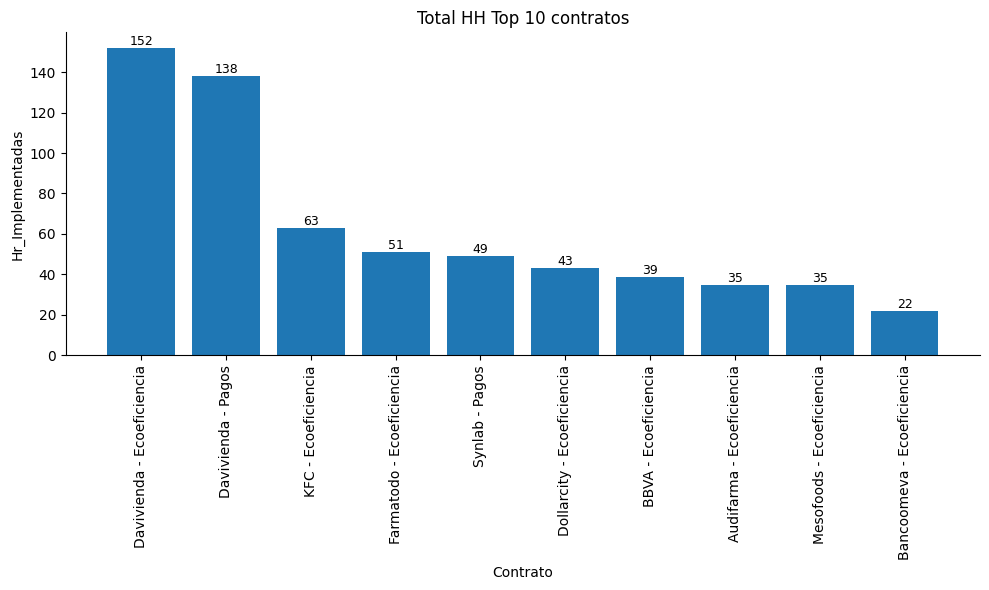 Total HH Top 10 contratos
Hr_Implementadas
140
120
100
80
60
40
20
0
152
138
63
51
49
43
39
35
35
22
Davivienda - Ecoeficiencia
Davivienda - Pagos
KFC - Ecoeficiencia
Farmatodo - Ecoeficiencia
Synlab - Pagos
Dollarcity - Ecoeficiencia
BBVA - Ecoeficiencia
Audifarma - Ecoeficiencia
Mesofoods - Ecoeficiencia
Bancoomeva - Ecoeficiencia
Contrato